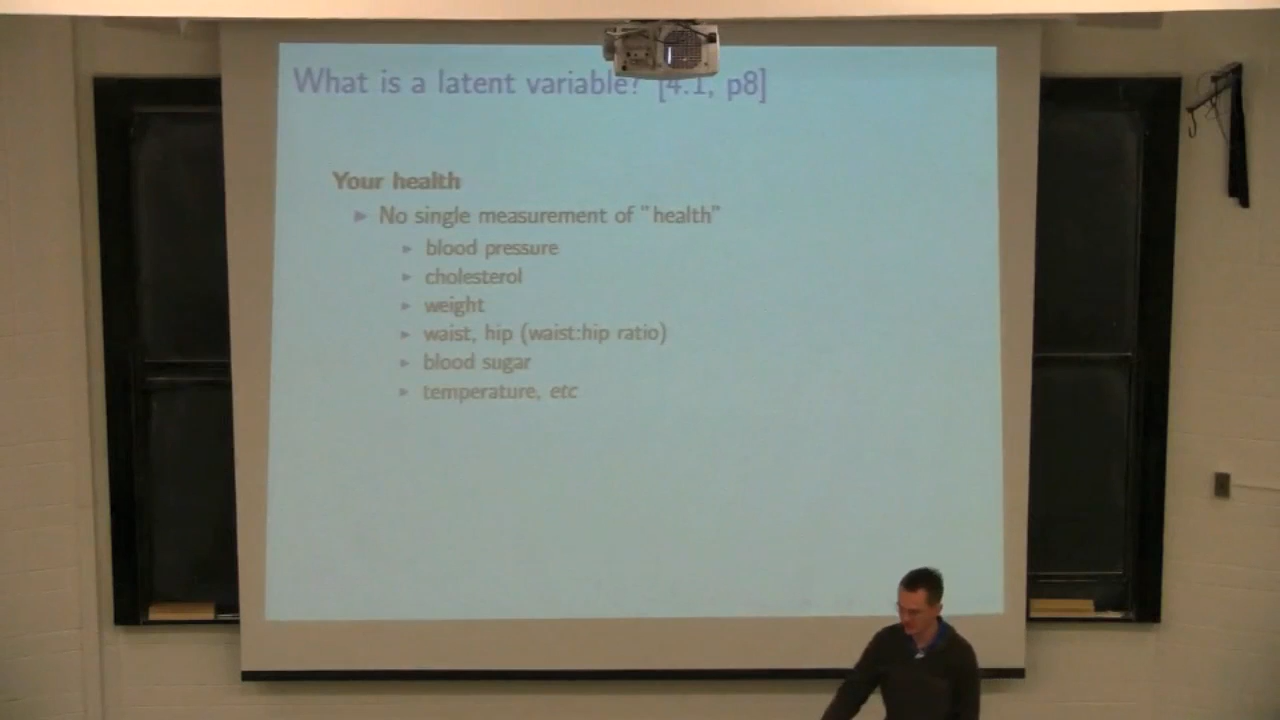 What is a latent variable? [4.1, p8]
Your health
▶ No single measurement of "health"
▶ blood pressure
▶ cholesterol
▶ weight
▶ waist, hip (waist:hip ratio)
▶ blood sugar
▶ temperature, etc